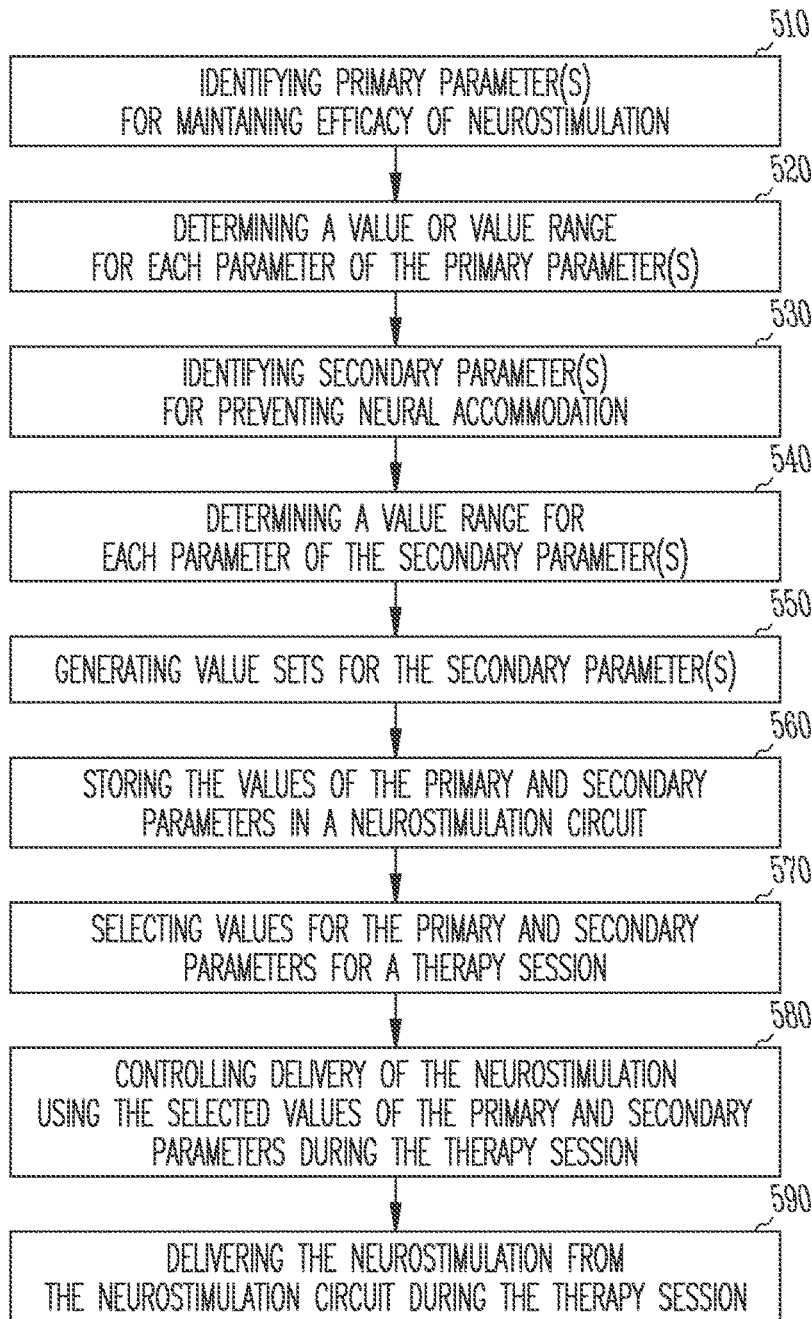 510
IDENTIFYING PRIMARY PARAMETER(S)
FOR MAINTAINING EFFICACY OF NEUROSTIMULATION
520
DETERMINING A VALUE OR VALUE RANGE
FOR EACH PARAMETER OF THE PRIMARY PARAMETER(S)
530
IDENTIFYING SECONDARY PARAMETER(S)
FOR PREVENTING NEURAL ACCOMMODATION
540
DETERMINING A VALUE RANGE FOR
EACH PARAMETER OF THE SECONDARY PARAMETER(S)
550
GENERATING VALUE SETS FOR THE SECONDARY PARAMETER(S)
560
STORING THE VALUES OF THE PRIMARY AND SECONDARY
PARAMETERS IN A NEUROSTIMULATION CIRCUIT
570
SELECTING VALUES FOR THE PRIMARY AND SECONDARY
PARAMETERS FOR A THERAPY SESSION
580
CONTROLLING DELIVERY OF THE NEUROSTIMULATION
USING THE SELECTED VALUES OF THE PRIMARY AND SECONDARY
PARAMETERS DURING THE THERAPY SESSION
590
DELIVERING THE NEUROSTIMULATION FROM
THE NEUROSTIMULATION CIRCUIT DURING THE THERAPY SESSION